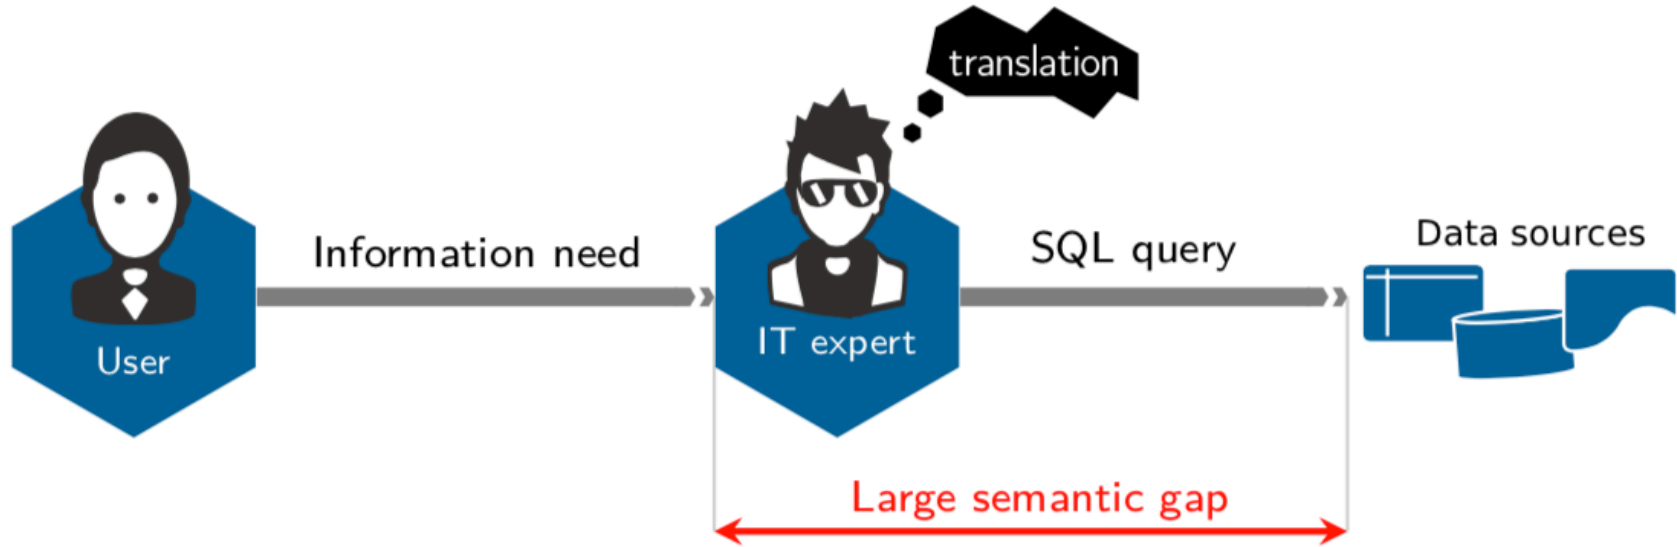 translation
Information need
SQL query
Data sources
User
IT expert
Large semantic gap